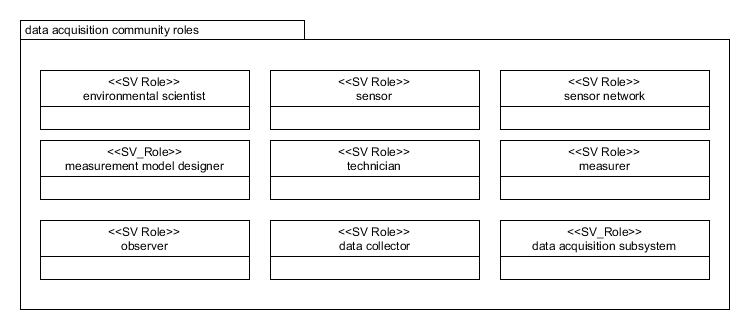 data acquisition community roles
<<SV Role>>
environmental scientist
<<SV Role>>
sensor
<<SV Role>>
sensor network
<<SV_Role>>
measurement model designer
<<SV Role>>
technician
<<SV Role>>
measurer
<<SV Role>>
observer
<<SV Role>>
data collector
<<SV_Role>>
data acquisition subsystem